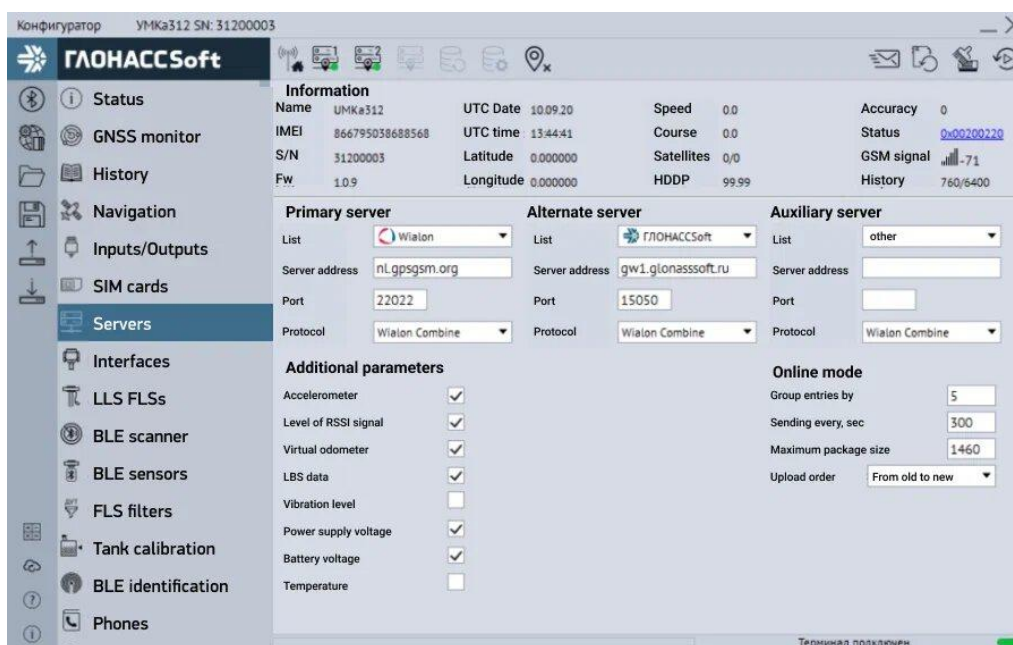 Конфигуратор УМКа312 SN: 31200003
ГЛОНАССSoft
1 2
Status
GNSS monitor
History
Navigation
Inputs/Outputs
SIM cards
Servers
Interfaces
LLS FLSs
BLE scanner
BLE sensors
FLS filters
Tank calibration
BLE identification
Phones
Information
Name UMKa312 UTC Date 10.09.20 Speed 0.0 Accuracy 0
IMEI 866795038688568 UTC time 13:44:41 Course 0.0 Status 0x00200220
S/N 31200003 Latitude 0.000000 Satellites 0/0 GSM signal -71
Fw 1.0.9 Longitude 0.000000 HDDP 99.99 History 760/6400
Primary server Alternate server Auxiliary server
List Wialon List ГЛОНАССSoft List other
Server address nl.gpsgsm.org Server address gw1.glonasssoft.ru Server address
Port 22022 Port 15050 Port
Protocol Wialon Combine Protocol Wialon Combine Protocol Wialon Combine
Additional parameters
Accelerometer
Level of RSSI signal
Virtual odometer
LBS data
Vibration level
Power supply voltage
Battery voltage
Temperature
Online mode
Group entries by 5
Sending every, sec 300
Maximum package size 1460
Upload order From old to new
Терминал подключен